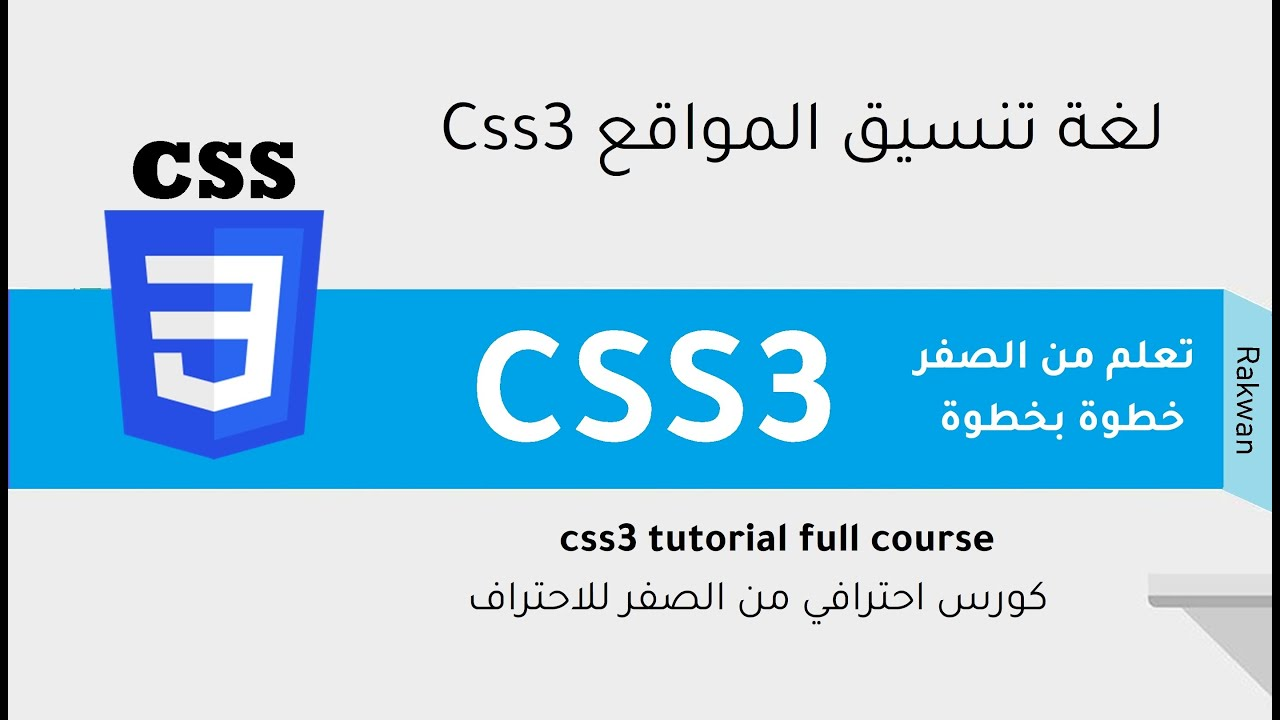 لغة تنسيق المواقع Css3
CSS
3
CSS3
تعلم من الصفر
خطوة بخطوة
Rakwan
css3 tutorial full course
كورس احترافي من الصفر للاحتراف